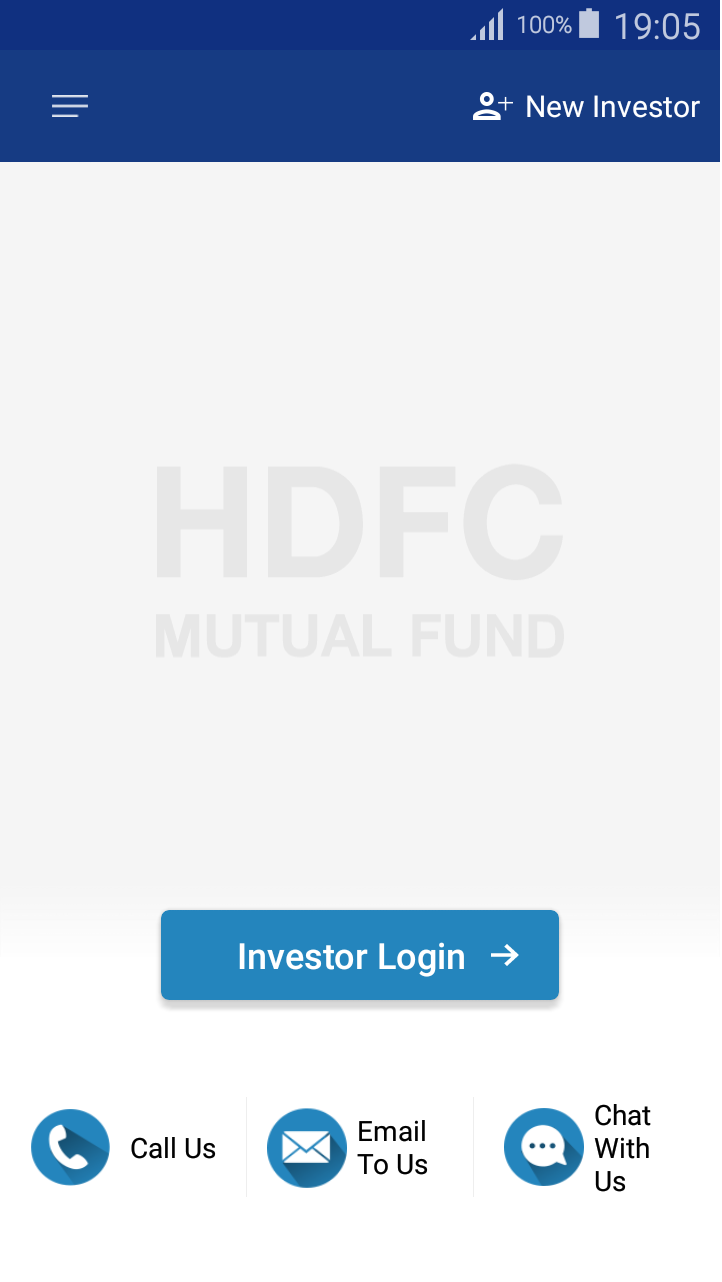 100% 19:05
New Investor
HDFC
MUTUAL FUND
Investor Login
Call Us
Email
To Us
Chat
With
Us